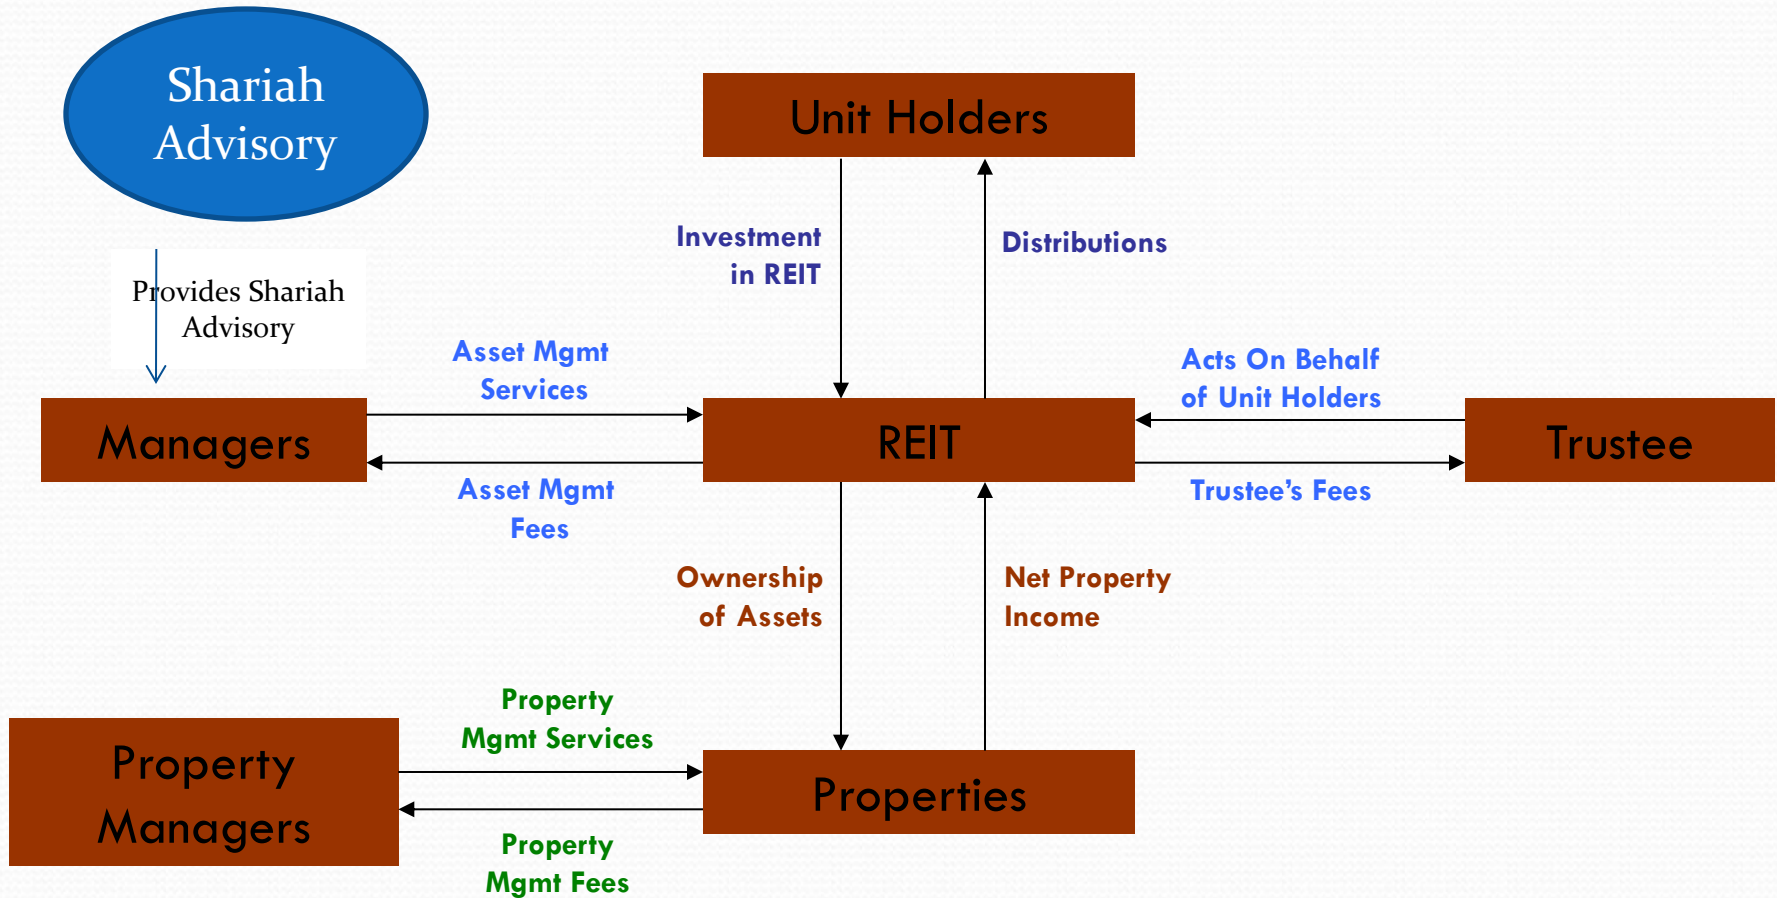 Shariah
Advisory
Unit Holders
Investment
in REIT
Distributions
Provides Shariah
Advisory
Asset Mgmt
Services
Acts On Behalf
of Unit Holders
Managers
REIT
Trustee
Asset Mgmt
Fees
Trustee’s Fees
Ownership
of Assets
Net Property
Income
Property
Mgmt Services
Property
Managers
Properties
Property
Mgmt Fees